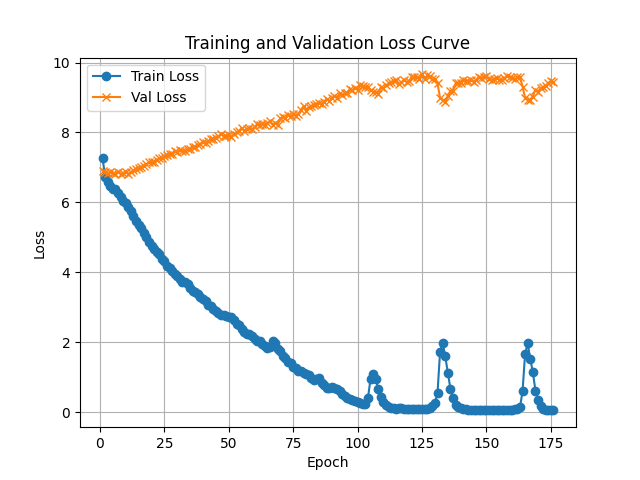 Training and Validation Loss Curve
Train Loss
Val Loss
10
8
6
4
2
0
Loss
0 25 50 75 100 125 150 175
Epoch